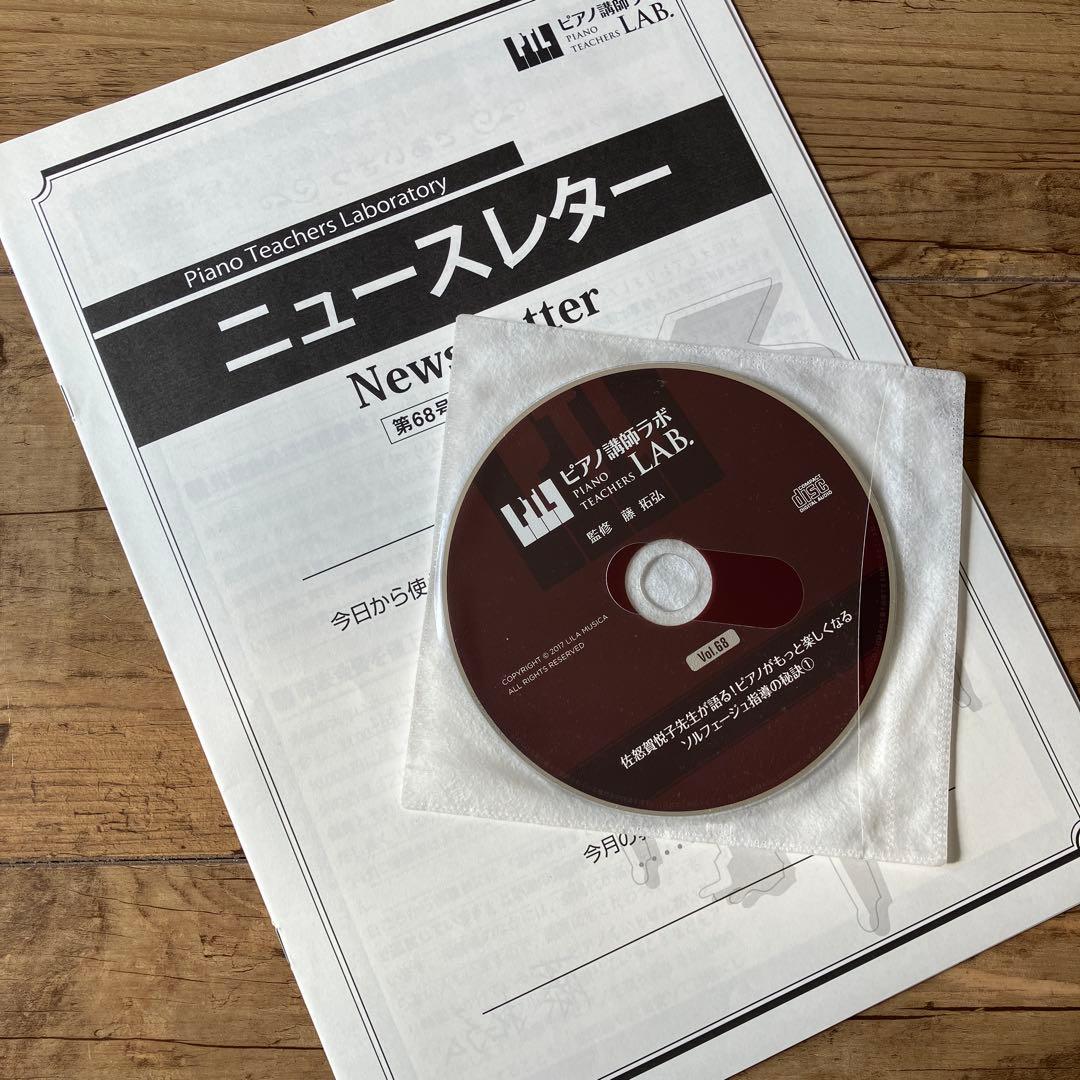 ピアノ講師ラボ
PIANO
TEACHERS LAB.
Piano Teachers Laboratory
ニュースレター
第68号
今日から使
今月の
ピアノ講師ラボ
PIANO
TEACHERS LAB.
監修 藤 拓弘
COMPACT
disc
DIGITAL AUDIO
COPYRIGHT © 2017 LILA MUSICA
ALL RIGHTS RESERVED
Vol.68
佐怒賀悦子先生が語る!ピアノがもっと楽しくなる
ソルフェージュ指導の秘訣①